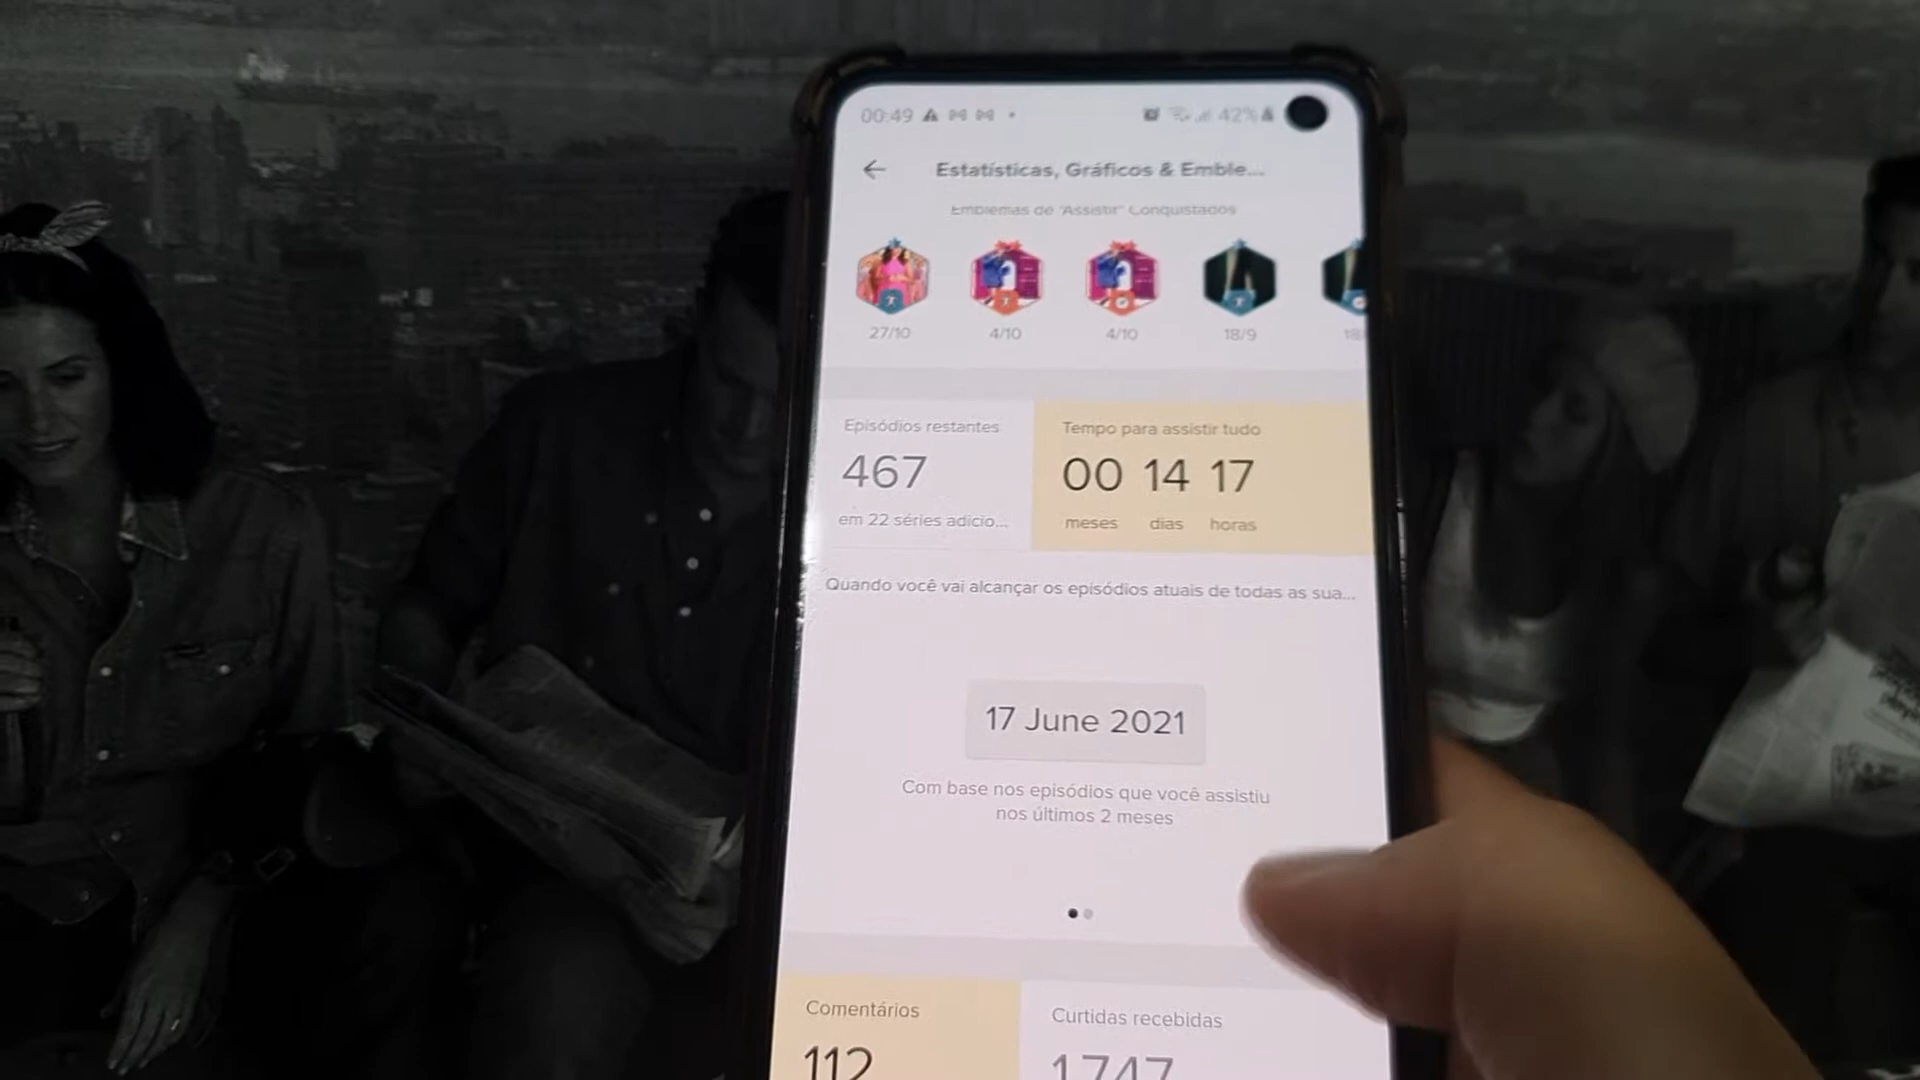 00:49
42%
Estatísticas, Gráficos & Emble...
Emblemas de "Assistir" Conquistados
27/10
4/10
4/10
18/9
Episódios restantes
467
em 22 séries adicio...
Tempo para assistir tudo
00 14 17
meses dias horas
Quando você vai alcançar os episódios atuais de todas as sua...
17 June 2021
Com base nos episódios que você assistiu
nos últimos 2 meses
Comentários
112
Curtidas recebidas
1747